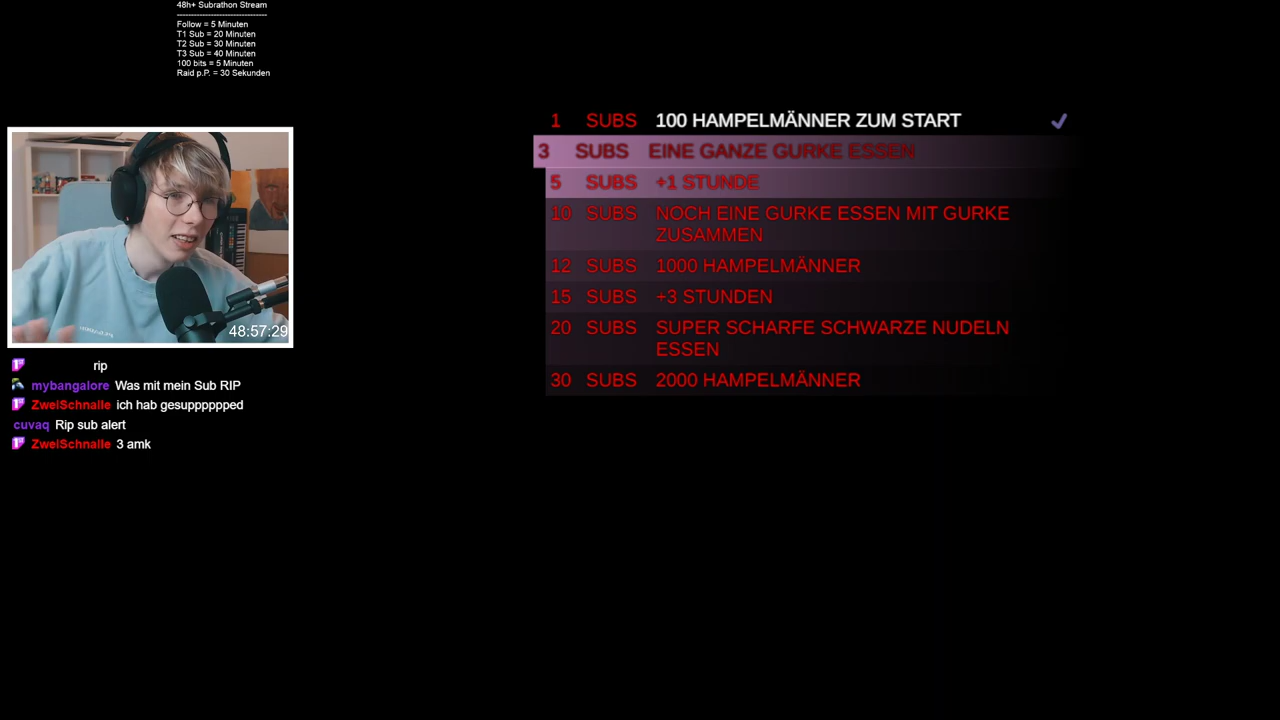 48h+ Subrathon Stream
--------------------------------
Follow = 5 Minuten
T1 Sub = 20 Minuten
T2 Sub = 30 Minuten
T3 Sub = 40 Minuten
100 bits = 5 Minuten
Raid p.P. = 30 Sekunden
1 SUBS 100 HAMPELMÄNNER ZUM START
3 SUBS EINE GANZE GURKE ESSEN
5 SUBS +1 STUNDE
10 SUBS NOCH EINE GURKE ESSEN MIT GURKE
ZUSAMMEN
12 SUBS 1000 HAMPELMÄNNER
15 SUBS +3 STUNDEN
20 SUBS SUPER SCHARFE SCHWARZE NUDELN
ESSEN
30 SUBS 2000 HAMPELMÄNNER
48:57:29
rip
mybangalore Was mit mein Sub RIP
ZweiSchnalle ich hab gesupppppped
cuvaq Rip sub alert
ZweiSchnalle 3 amk